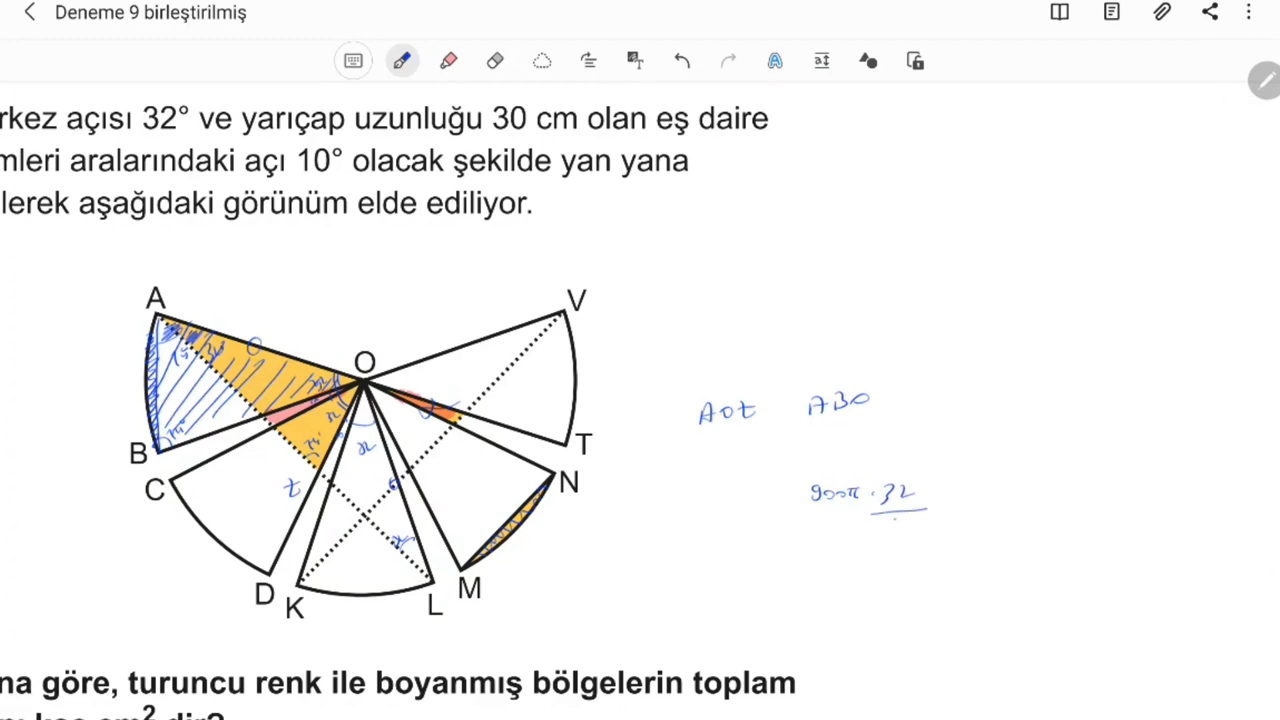 Deneme 9 birleştirilmiş
rkez açısı 32° ve yarıçap uzunluğu 30 cm olan eş daire
mleri aralarındaki açı 10° olacak şekilde yan yana
lerek aşağıdaki görünüm elde ediliyor.
A
V
O
B
T
C
N
D
K
L
M
t
AOt ABO
900π . 32
na göre, turuncu renk ile boyanmış bölgelerin toplam